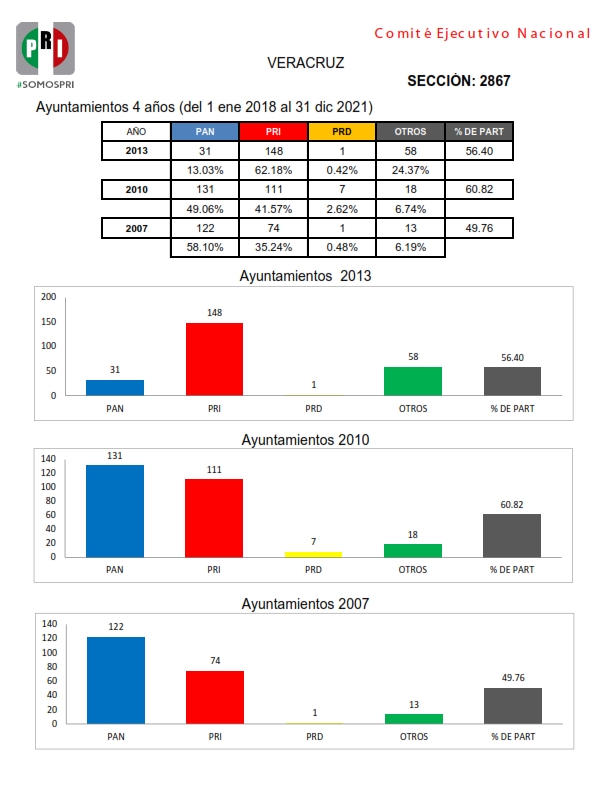 Comité Ejecutivo Nacional
PRI
#SOMOSPRI
VERACRUZ
SECCIÓN: 2867
Ayuntamientos 4 años (del 1 ene 2018 al 31 dic 2021)
AÑO PAN PRI PRD OTROS % DE PART
2013 31 148 1 58 56.40
13.03% 62.18% 0.42% 24.37%
2010 131 111 7 18 60.82
49.06% 41.57% 2.62% 6.74%
2007 122 74 1 13 49.76
58.10% 35.24% 0.48% 6.19%
Ayuntamientos 2013
200
150
100
50
0
31 148 1 58 56.40
PAN PRI PRD OTROS % DE PART
Ayuntamientos 2010
140
120
100
80
60
40
20
0
131 111 7 18 60.82
PAN PRI PRD OTROS % DE PART
Ayuntamientos 2007
140
120
100
80
60
40
20
0
122 74 1 13 49.76
PAN PRI PRD OTROS % DE PART